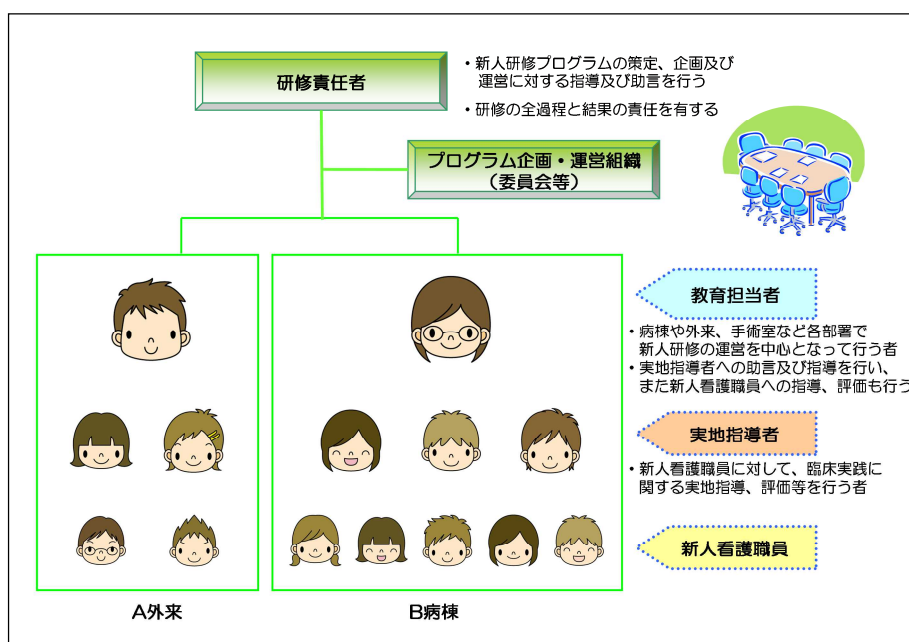 研修責任者
・新人研修プログラムの策定、企画及び
運営に対する指導及び助言を行う
・研修の全過程と結果の責任を有する
プログラム企画・運営組織
（委員会等）
教育担当者
・病棟や外来、手術室など各部署で
新人研修の運営を中心となって行う者
・実地指導者への助言及び指導を行い、
また新人看護職員への指導、評価も行う
実地指導者
・新人看護職員に対して、臨床実践に
関する実地指導、評価等を行う者
新人看護職員
A外来
B病棟